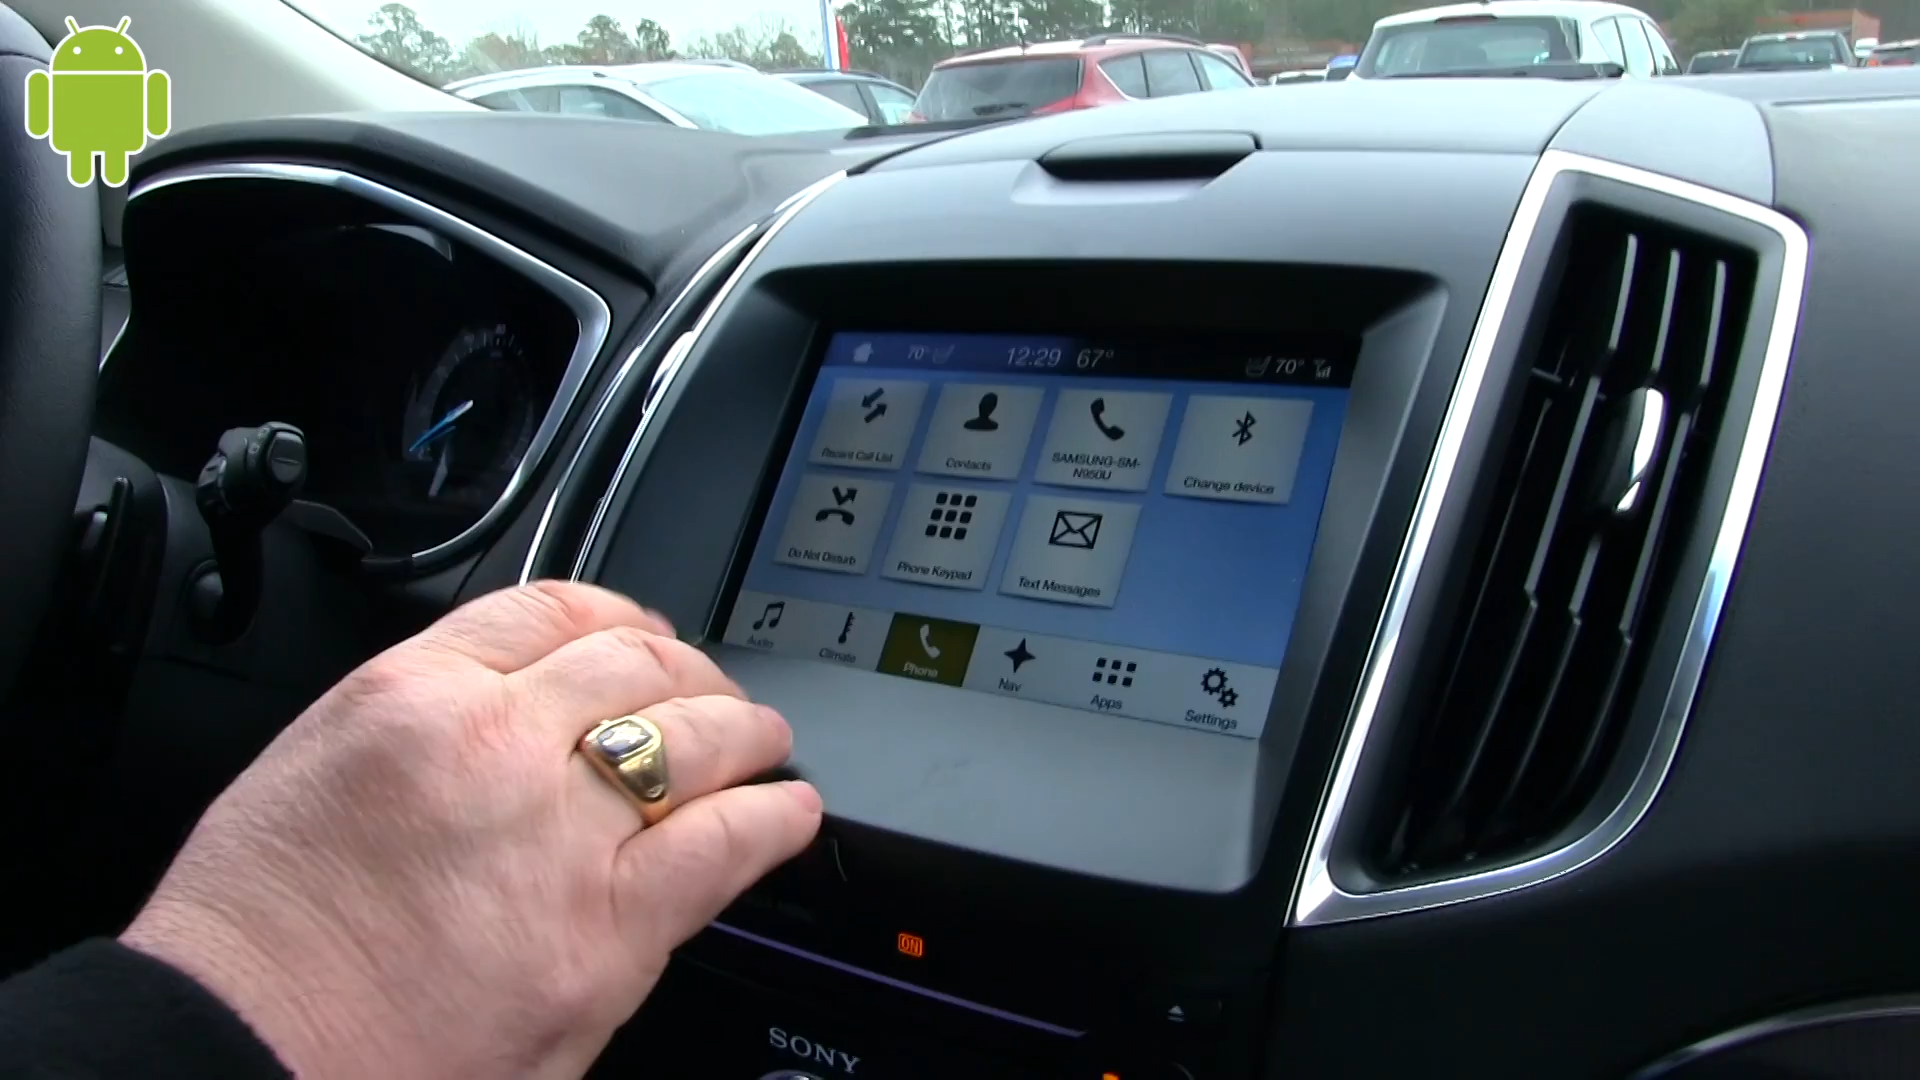 70°
12:29 67°
70°
Recent Call List
Contacts
SAMSUNG-SM-
N950U
Change device
Do Not Disturb
Phone Keypad
Text Messages
Audio
Climate
Phone
Nav
Apps
Settings
ON
SONY